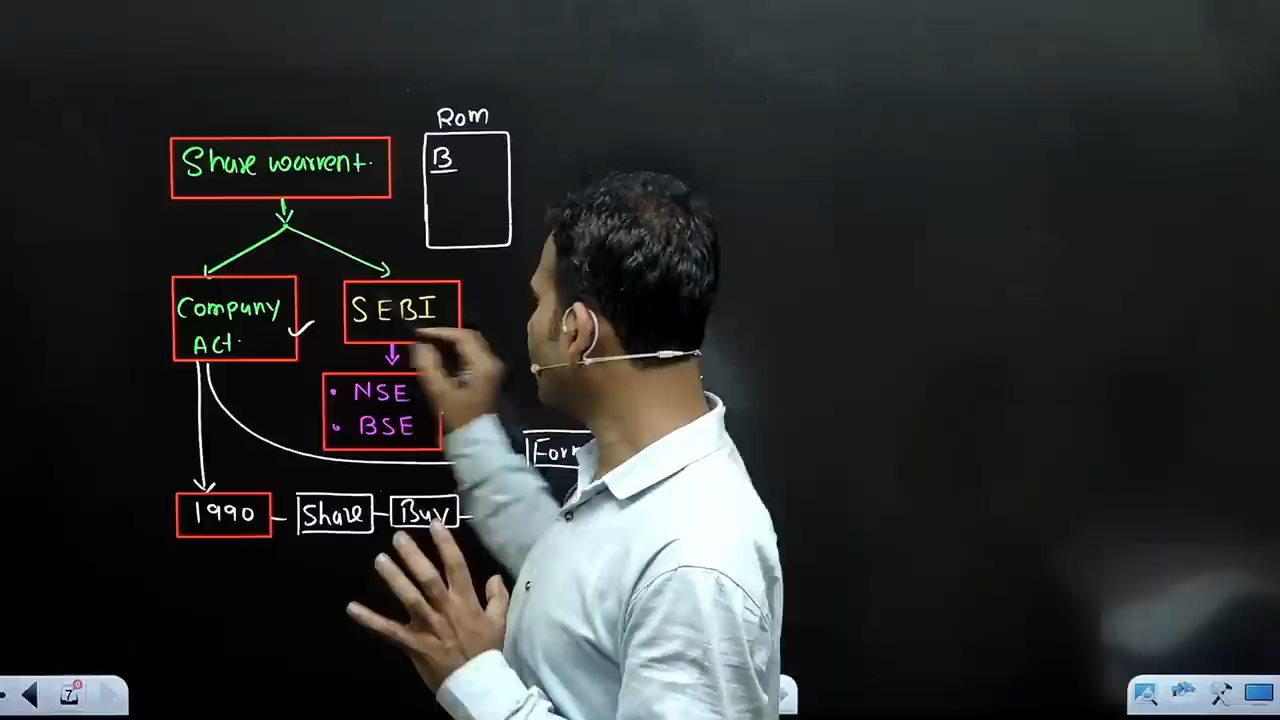 Rom
Share warrent.
B
Company
Act.
SEBI
• NSE
• BSE
1990
Share
Buy